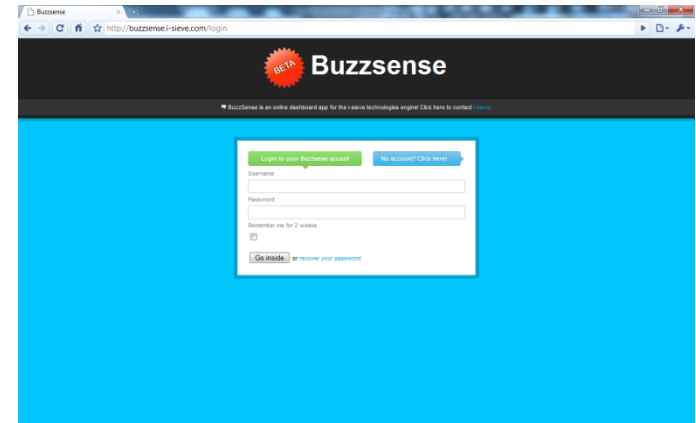 Buzzsense
http://buzzsense.i-sieve.com/login
BETA
Buzzsense
BuzzSense is an online dashboard app for the i-sieve technologies engine! Click here to contact i-sieve.
Login to your Buzzsense account
No account? Click here!
Username
Password
Remember me for 2 weeks
Go inside or recover your password